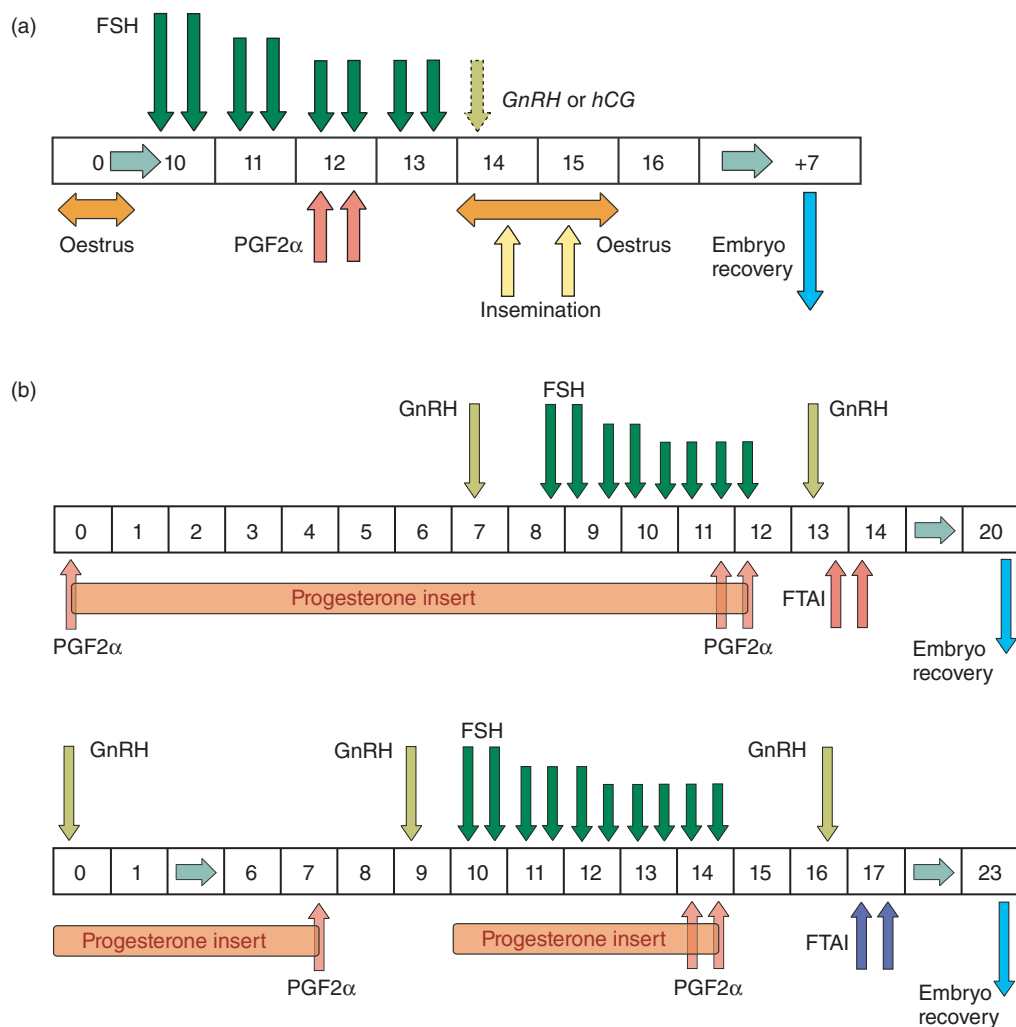 (a)
FSH
GnRH or hCG
0 10 11 12 13 14 15 16 +7
Oestrus
PGF2α
Oestrus
Insemination
Embryo
recovery
(b)
GnRH
FSH
GnRH
0 1 2 3 4 5 6 7 8 9 10 11 12 13 14 20
Progesterone insert
PGF2α
PGF2α
FTAI
Embryo
recovery
GnRH
GnRH
FSH
GnRH
0 1 6 7 8 9 10 11 12 13 14 15 16 17 23
Progesterone insert
Progesterone insert
PGF2α
PGF2α
FTAI
Embryo
recovery